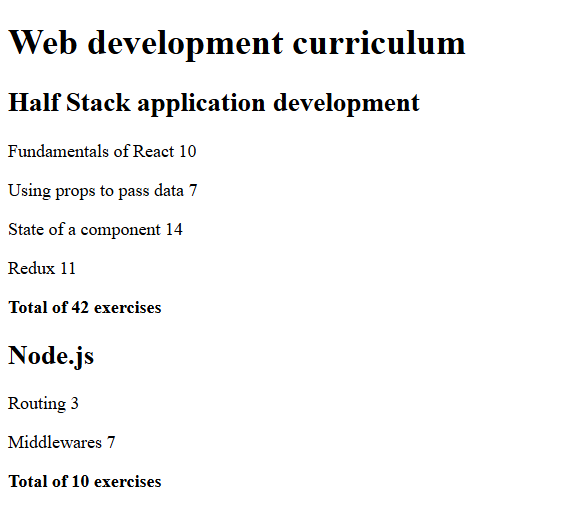 Web development curriculum
Half Stack application development
Fundamentals of React 10
Using props to pass data 7
State of a component 14
Redux 11
Total of 42 exercises
Node.js
Routing 3
Middlewares 7
Total of 10 exercises